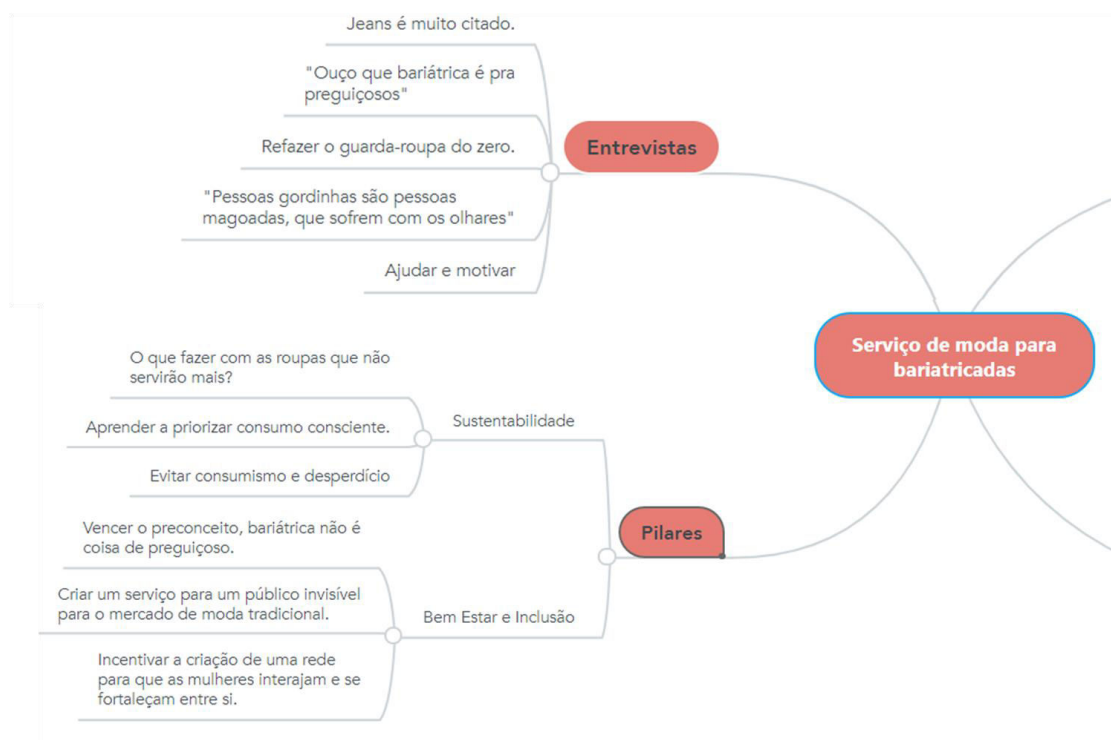 Jeans é muito citado.
"Ouço que bariátrica é pra
preguiçosos"
Refazer o guarda-roupa do zero.
"Pessoas gordinhas são pessoas
magoadas, que sofrem com os olhares"
Ajudar e motivar
Entrevistas
Serviço de moda para
bariatricadas
O que fazer com as roupas que não
servirão mais?
Aprender a priorizar consumo consciente.
Evitar consumismo e desperdício
Sustentabilidade
Vencer o preconceito, bariátrica não é
coisa de preguiçoso.
Criar um serviço para um público invisível
para o mercado de moda tradicional.
Incentivar a criação de uma rede
para que as mulheres interajam e se
fortaleçam entre si.
Bem Estar e Inclusão
Pilares